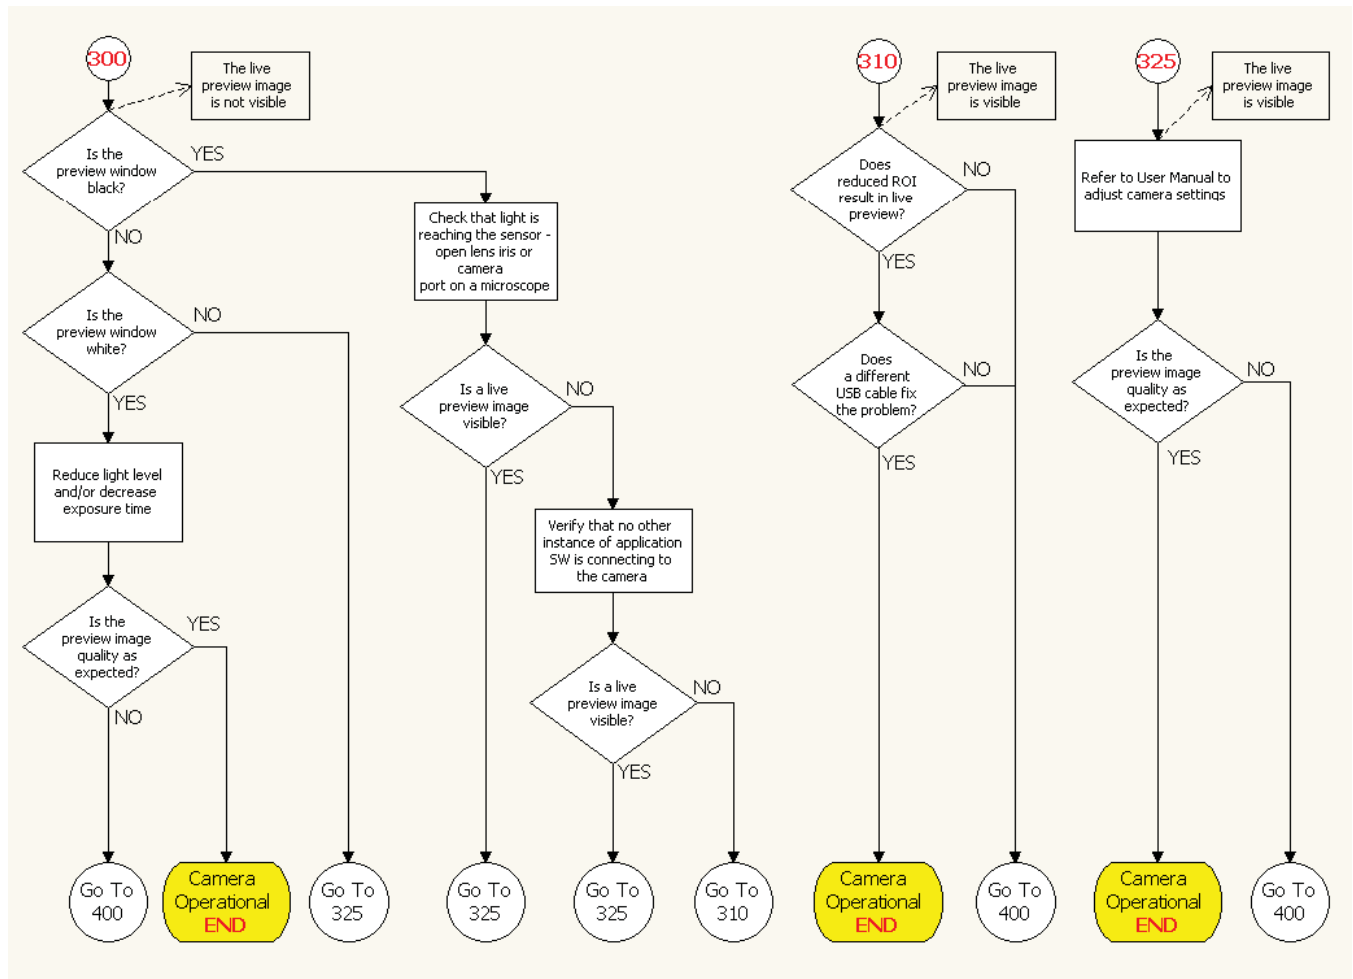 300
The live
preview image
is not visible
Is the
preview window
black?
YES
NO
Is the
preview window
white?
NO
YES
Reduce light level
and/or decrease
exposure time
Is the
preview image
quality as
expected?
YES
NO
Go To
400
Camera
Operational
END
Go To
325
Check that light is
reaching the sensor -
open lens iris or
camera
port on a microscope
Is a live
preview image
visible?
NO
YES
Go To
325
Verify that no other
instance of application
SW is connecting to
the camera
Is a live
preview image
visible?
NO
YES
Go To
325
Go To
310
310
The live
preview image
is visible
Does
reduced ROI
result in live
preview?
NO
YES
Does
a different
USB cable fix
the problem?
NO
YES
Camera
Operational
END
Go To
400
325
The live
preview image
is visible
Refer to User Manual to
adjust camera settings
Is the
preview image
quality as
expected?
NO
YES
Camera
Operational
END
Go To
400